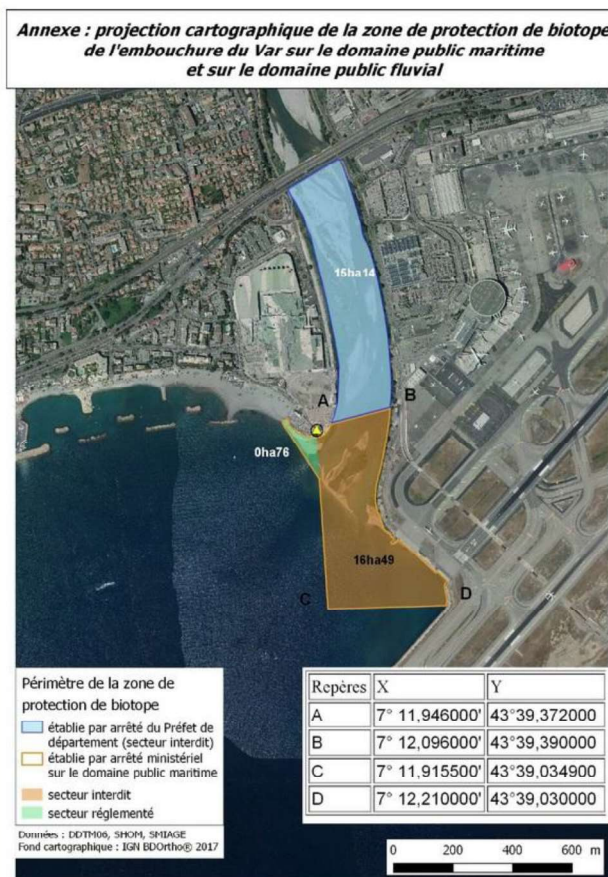 Annexe : projection cartographique de la zone de protection de biotope
de l'embouchure du Var sur le domaine public maritime
et sur le domaine public fluvial
15ha14
A
B
0ha76
16ha49
C
D
Périmètre de la zone de
protection de biotope
établie par arrêté du Préfet de
département (secteur interdit)
établie par arrêté ministériel
sur le domaine public maritime
secteur interdit
secteur réglementé
Données : DDTM06, SHOM, SMIAGE
Fond cartographique : IGN BDOrtho® 2017
Repères X Y
A 7° 11,946000' 43°39,372000
B 7° 12,096000' 43°39,390000
C 7° 11,915500' 43°39,034900
D 7° 12,210000' 43°39,030000
0 200 400 600 m